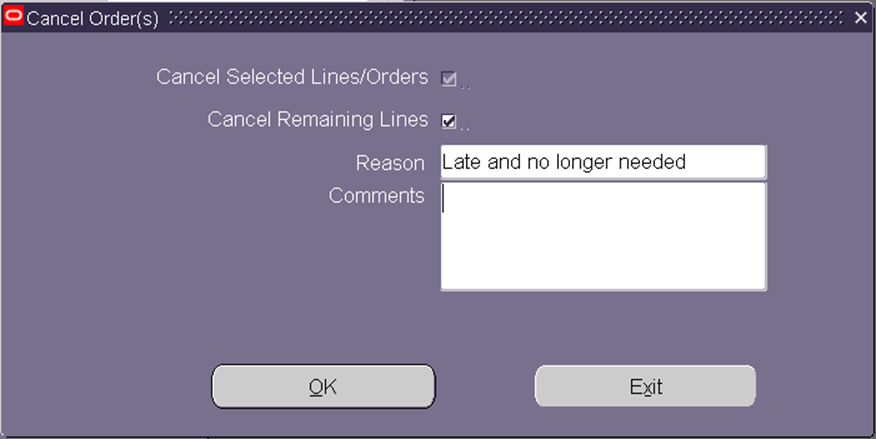 Cancel Order(s)
Cancel Selected Lines/Orders
Cancel Remaining Lines
Reason Late and no longer needed
Comments
OK Exit